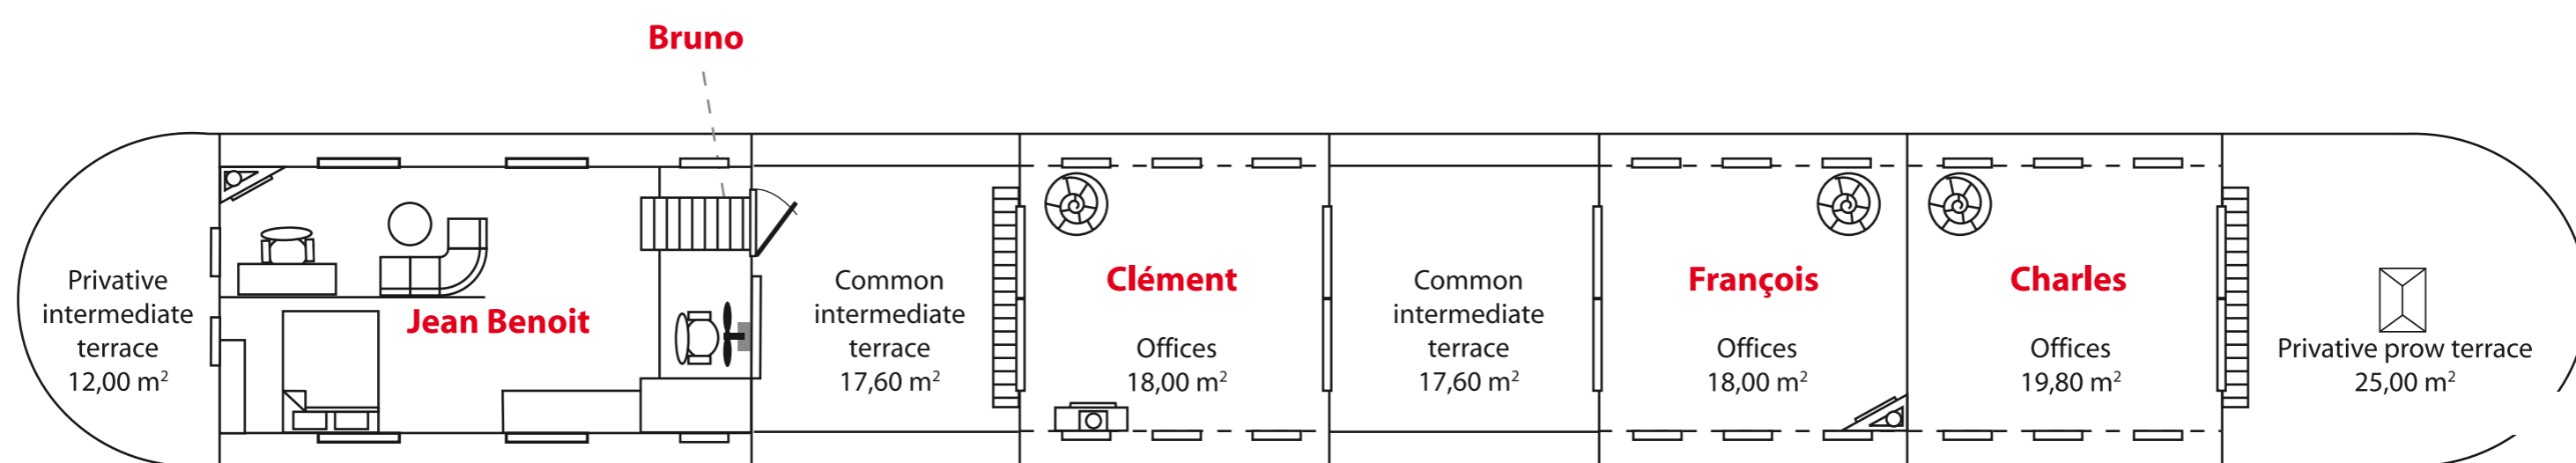 Bruno
Privative
intermediate
terrace
12,00 m²
Jean Benoit
Common
intermediate
terrace
17,60 m²
Clément
Offices
18,00 m²
Common
intermediate
terrace
17,60 m²
François
Offices
18,00 m²
Charles
Offices
19,80 m²
Privative prow terrace
25,00 m²